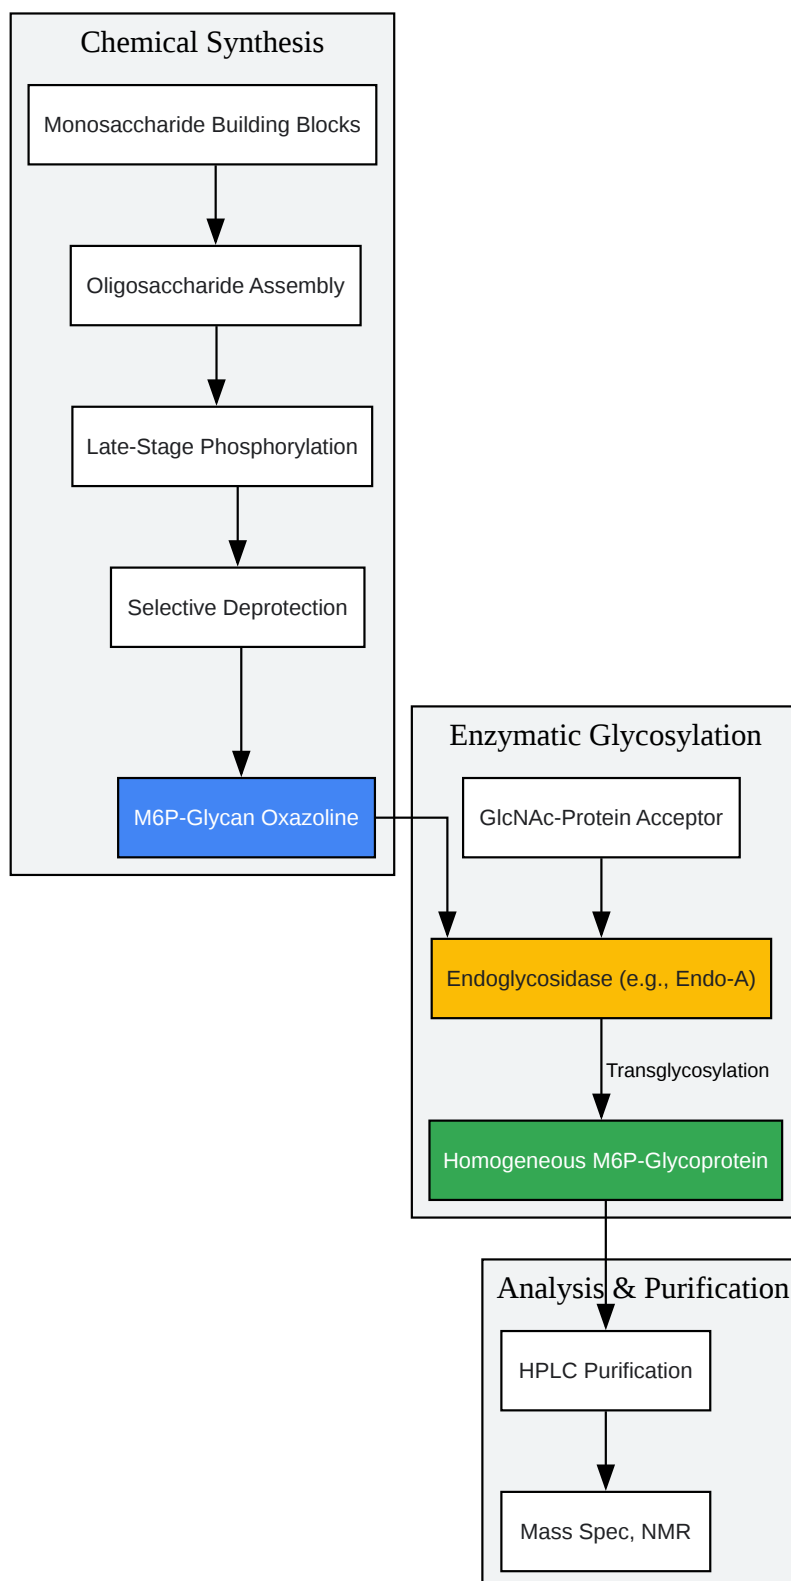 Chemical Synthesis
Monosaccharide Building Blocks
Oligosaccharide Assembly
Late-Stage Phosphorylation
Selective Deprotection
M6P-Glycan Oxazoline
Enzymatic Glycosylation
GlcNAc-Protein Acceptor
Endoglycosidase (e.g., Endo-A)
Transglycosylation
Homogeneous M6P-Glycoprotein
Analysis & Purification
HPLC Purification
Mass Spec, NMR